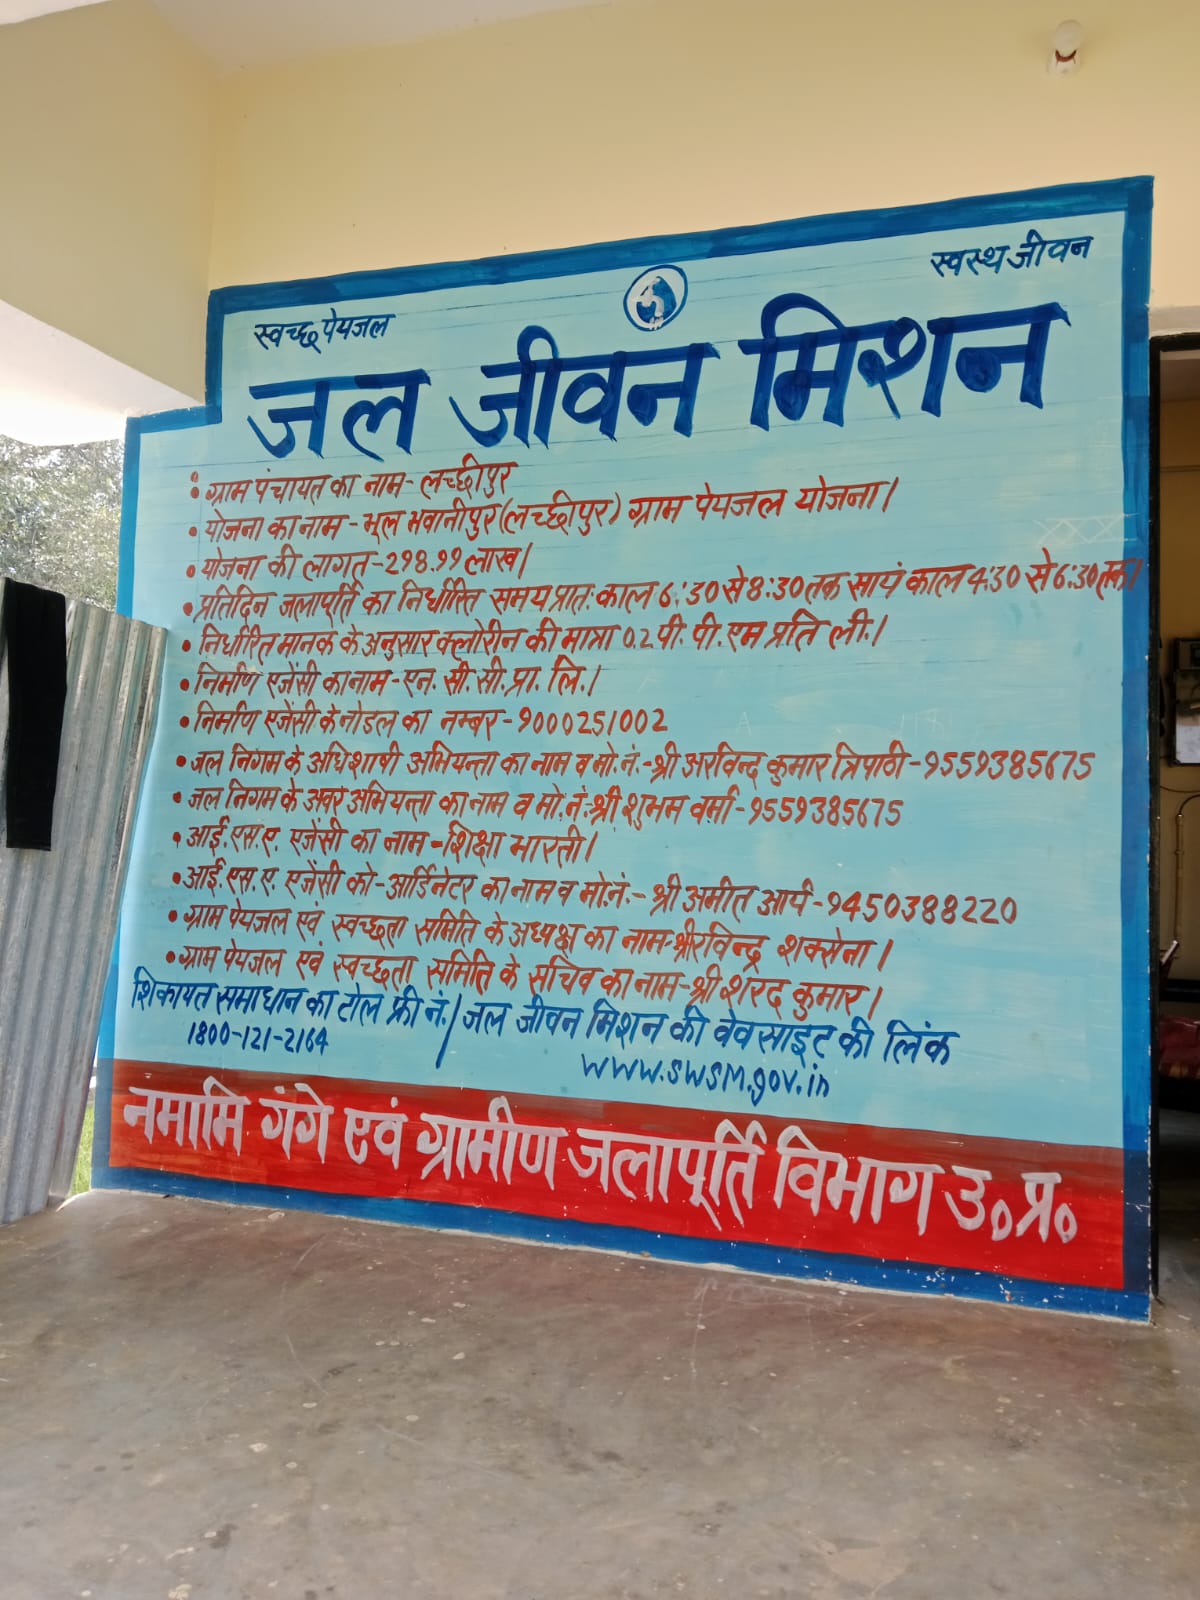 स्वच्छ पेयजल
स्वस्थ जीवन
जल जीवन मिशन
• ग्राम पंचायत का नाम - लच्छीपुर
• योजना का नाम - भूल भवानीपुर (लच्छीपुर) ग्राम पेयजल योजना।
• योजना की लागत - 298.99 लाख।
• प्रतिदिन जलापूर्ति का निर्धारित समय प्रात: काल 6:30 से 8:30 तक सायं काल 4:30 से 6:30 तक।
• निर्धारित मानक के अनुसार क्लोरीन की मात्रा 0.2 पी. पी. एम प्रति ली.।
• निर्माण एजेंसी का नाम - एन. सी. सी. प्रा. लि.।
• निर्माण एजेंसी के नोडल का नम्बर - 9000251002
• जल निगम के अधिशाषी अभियन्ता का नाम व मो. नं. - श्री अरविन्द कुमार त्रिपाठी - 9559385675
• जल निगम के अवर अभियन्ता का नाम व मो. नं. - श्री शुभम वर्मा - 9559385675
• आई. एस. ए. एजेंसी का नाम - शिक्षा भारती।
• आई. एस. ए. एजेंसी को-आर्डिनेटर का नाम व मो.नं. - श्री अमीत आर्य - 9450388220
• ग्राम पेयजल एवं स्वच्छता समिति के अध्यक्ष का नाम - श्री रविन्द्र शक्सेना।
• ग्राम पेयजल एवं स्वच्छता समिति के सचिव का नाम - श्री शरद कुमार।
शिकायत समाधान का टोल फ्री नं. / जल जीवन मिशन की वेवसाइट की लिंक
1800-121-2164
www.swsm.gov.in
नमामि गंगे एवं ग्रामीण जलापूर्ति विभाग उ० प्र०